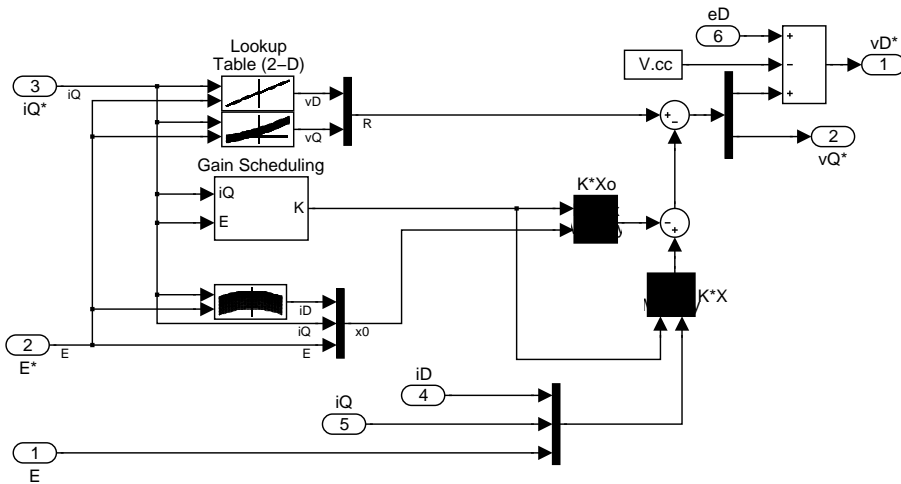 eD
6
vD*
1
V.cc
Lookup
Table (2-D)
3
iQ
iQ*
vD
vQ
R
2
vQ*
Gain Scheduling
iQ
E
K
K*Xo
K*X
iD
iQ
E
x0
2
E
E*
iD
4
iQ
5
1
E